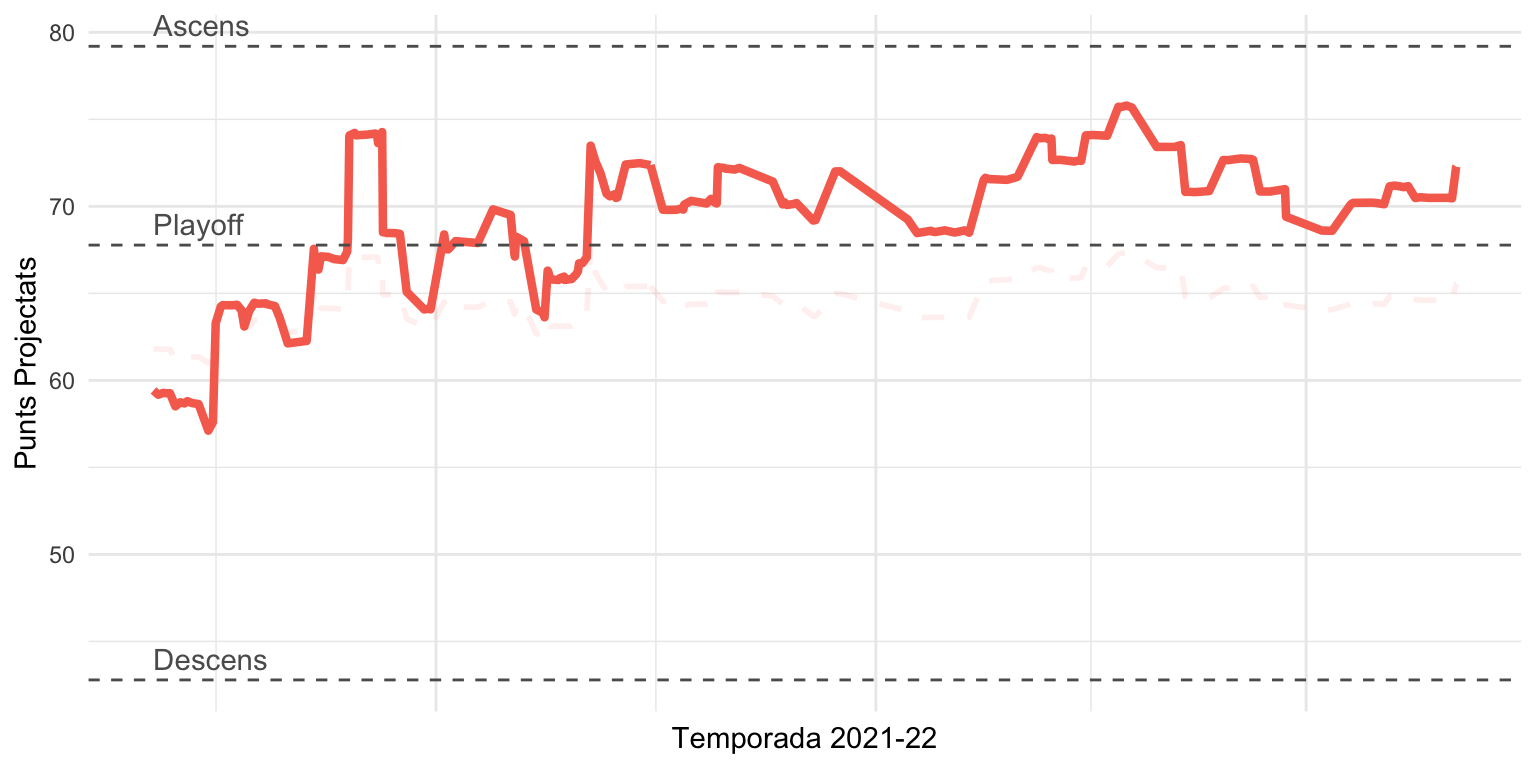 Ascens
80
70
Playoff
60
50
Descens
Punts Projectats
Temporada 2021-22